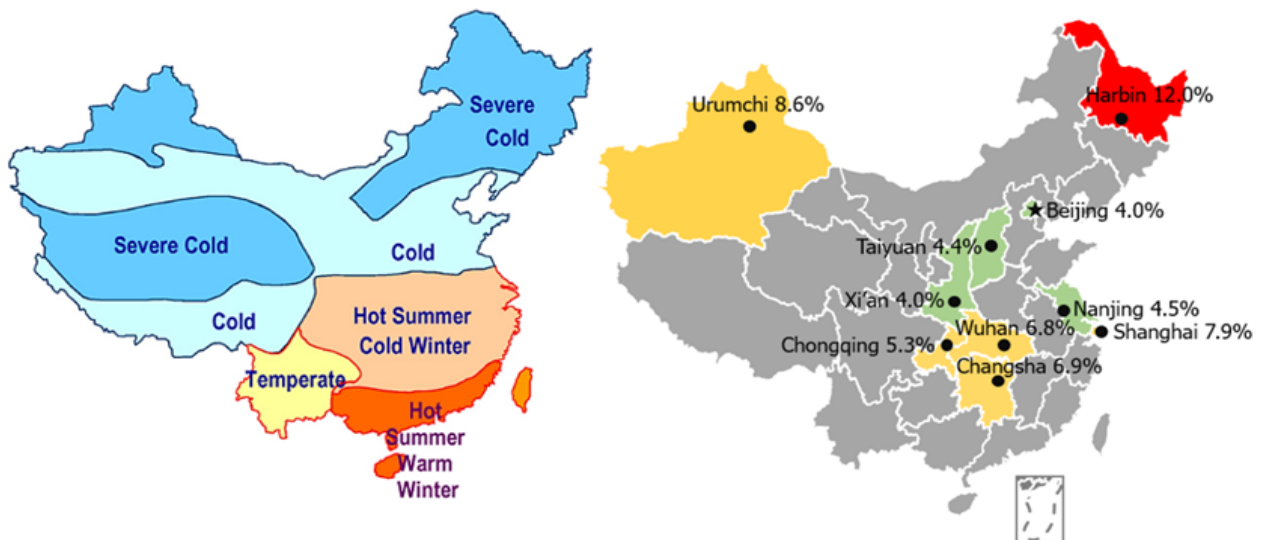 Severe
Cold
Severe Cold
Cold
Cold
Hot Summer
Cold Winter
Temperate
Hot
Summer
Warm
Winter
Urumchi 8.6%
Harbin 12.0%
Beijing 4.0%
Taiyuan 4.4%
Xi'an 4.0%
Nanjing 4.5%
Wuhan 6.8%
Shanghai 7.9%
Chongqing 5.3%
Changsha 6.9%